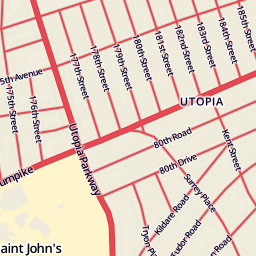 177th Street
178th Street
179th Street
180th Street
181st Street
182nd Street
183rd Street
184th Street
185th Street
5th Avenue
175th Street
176th Street
UTOPIA
Utopia Parkway
80th Road
80th Drive
Kent Street
Surrey Place
Kildare Road
Tudor Road
Tryon Pl
urnpike
aint John's